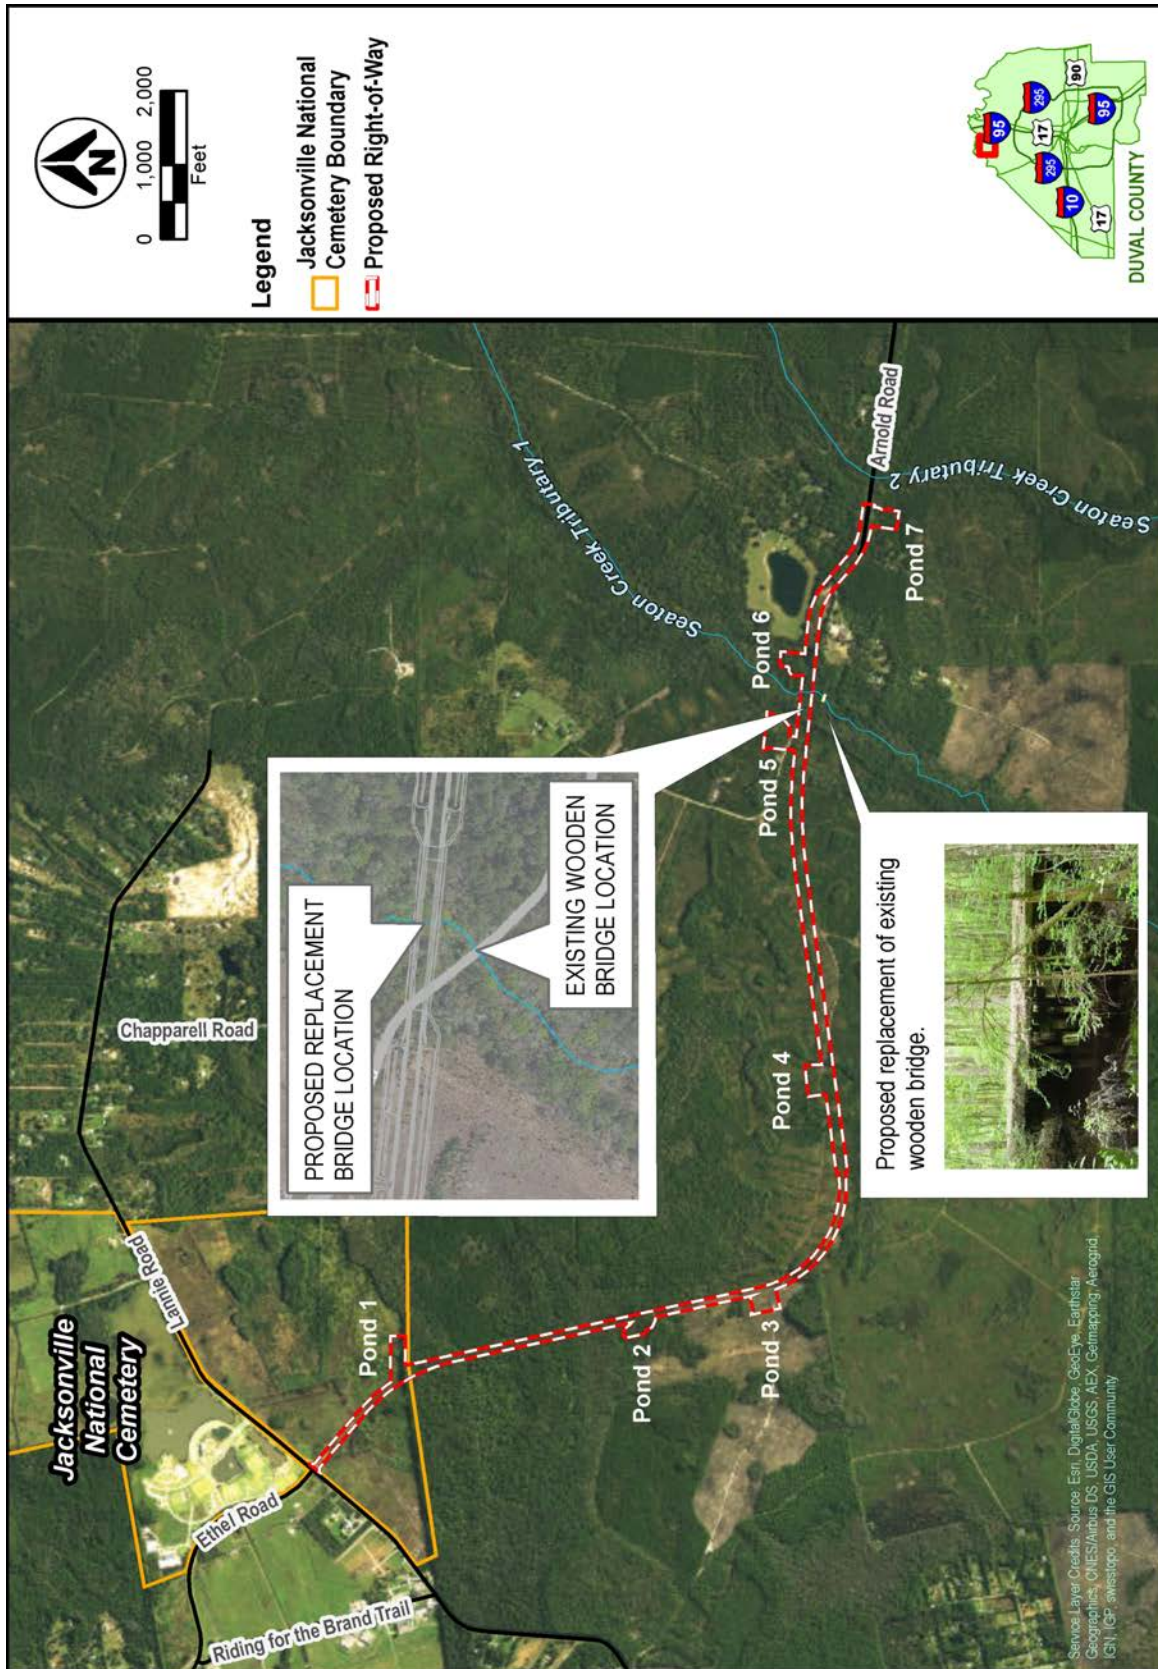 Jacksonville
National
Cemetery
Lannie Road
Ethel Road
Riding for the Brand Trail
Chapparell Road
Pond 1
Pond 2
Pond 3
Pond 4
Pond 5
Pond 6
Pond 7
PROPOSED REPLACEMENT
BRIDGE LOCATION
EXISTING WOODEN
BRIDGE LOCATION
Proposed replacement of existing
wooden bridge.
Seaton Creek Tributary 1
Seaton Creek Tributary 2
Arnold Road
Service Layer Credits: Source: Esri, DigitalGlobe, GeoEye, Earthstar
Geographics, CNES/Airbus DS, USDA, USGS, AEX, Getmapping, Aerogrid,
IGN, IGP, swisstopo, and the GIS User Community
N
0 1,000 2,000
Feet
Legend
Jacksonville National
Cemetery Boundary
Proposed Right-of-Way
95
295
90
17
295
95
10
17
DUVAL COUNTY